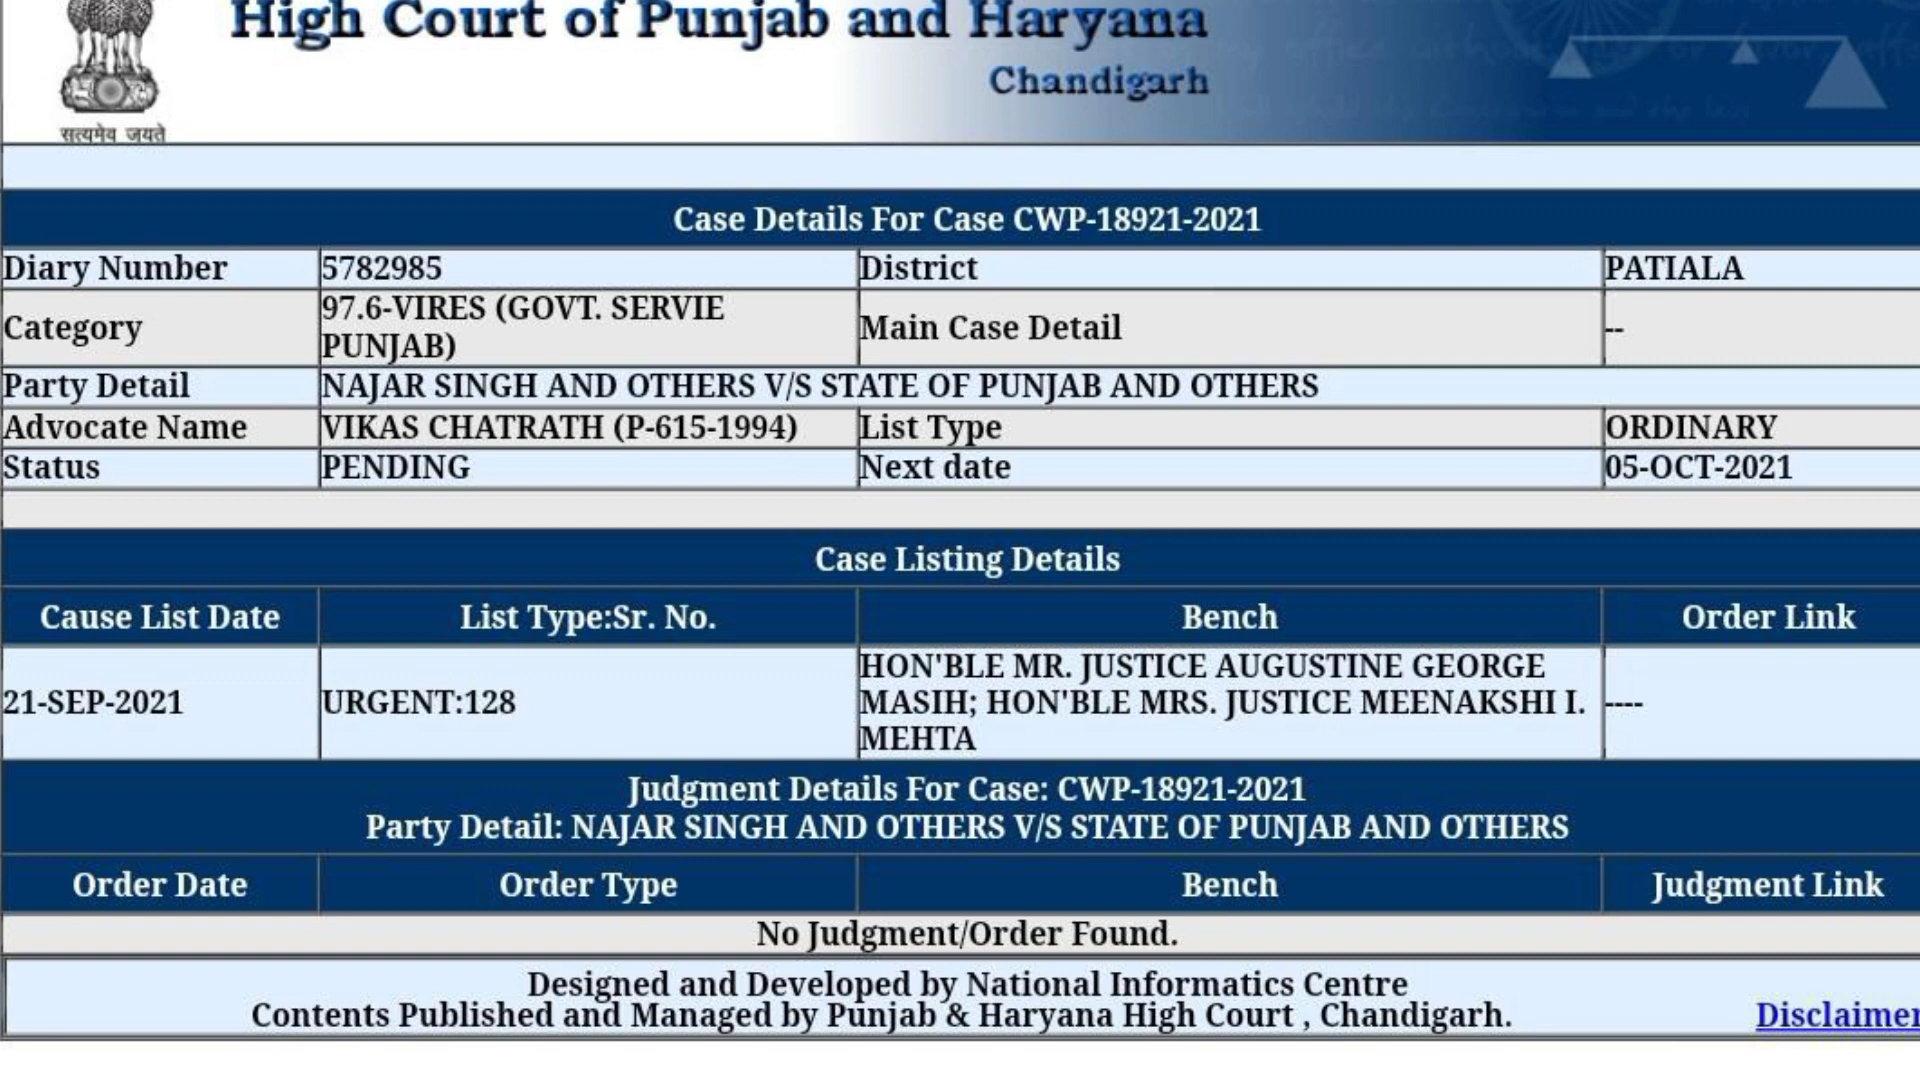 High Court of Punjab and Haryana
Chandigarh
सत्यमेव जयते
Case Details For Case CWP-18921-2021
Diary Number 5782985 District PATIALA
Category 97.6-VIRES (GOVT. SERVIE PUNJAB) Main Case Detail --
Party Detail NAJAR SINGH AND OTHERS V/S STATE OF PUNJAB AND OTHERS
Advocate Name VIKAS CHATRATH (P-615-1994) List Type ORDINARY
Status PENDING Next date 05-OCT-2021
Case Listing Details
Cause List Date List Type:Sr. No. Bench Order Link
21-SEP-2021 URGENT:128 HON'BLE MR. JUSTICE AUGUSTINE GEORGE
MASIH; HON'BLE MRS. JUSTICE MEENAKSHI I.
MEHTA ----
Judgment Details For Case: CWP-18921-2021
Party Detail: NAJAR SINGH AND OTHERS V/S STATE OF PUNJAB AND OTHERS
Order Date Order Type Bench Judgment Link
No Judgment/Order Found.
Designed and Developed by National Informatics Centre
Contents Published and Managed by Punjab & Haryana High Court , Chandigarh.
Disclaimer